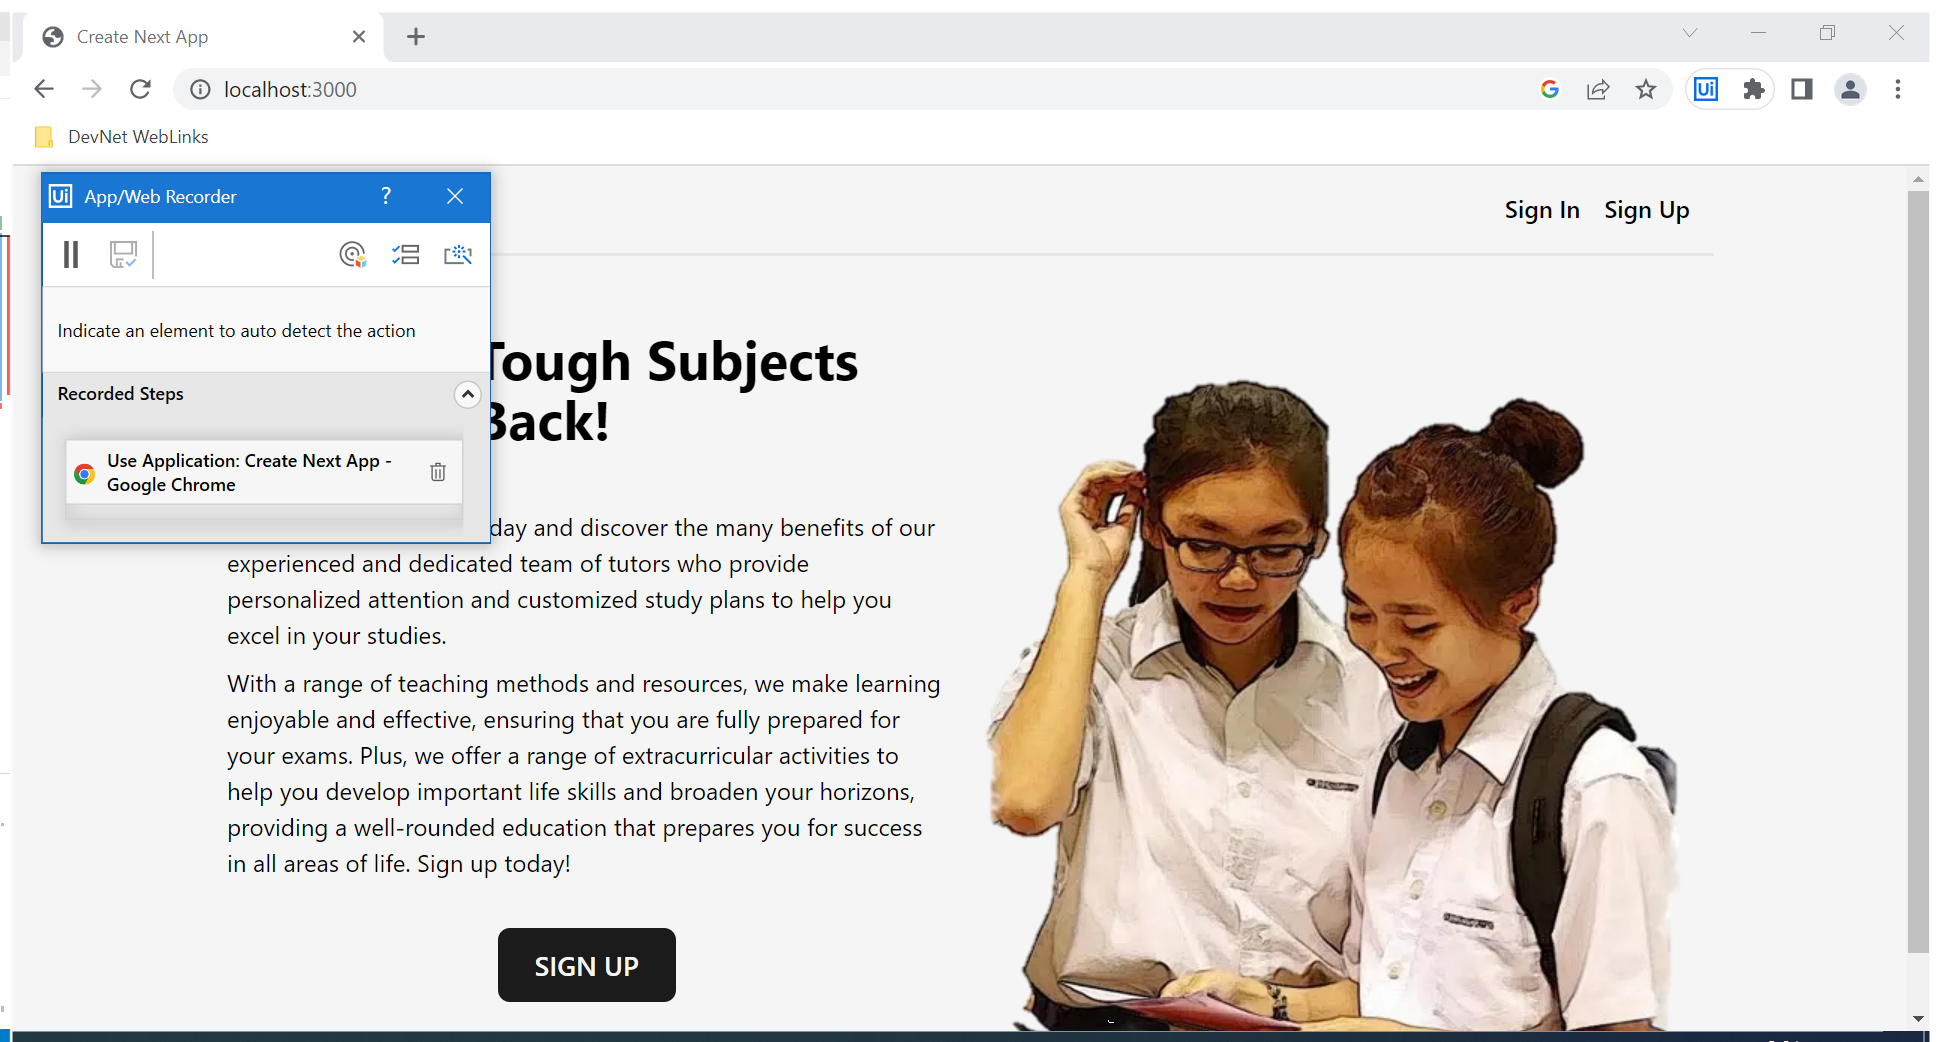 Create Next App
localhost:3000
Ui
DevNet WebLinks
Ui App/Web Recorder ?
Indicate an element to auto detect the action
Recorded Steps
Use Application: Create Next App -
Google Chrome
Sign In Sign Up
Tough Subjects
Back!
day and discover the many benefits of our
experienced and dedicated team of tutors who provide
personalized attention and customized study plans to help you
excel in your studies.
With a range of teaching methods and resources, we make learning
enjoyable and effective, ensuring that you are fully prepared for
your exams. Plus, we offer a range of extracurricular activities to
help you develop important life skills and broaden your horizons,
providing a well-rounded education that prepares you for success
in all areas of life. Sign up today!
SIGN UP